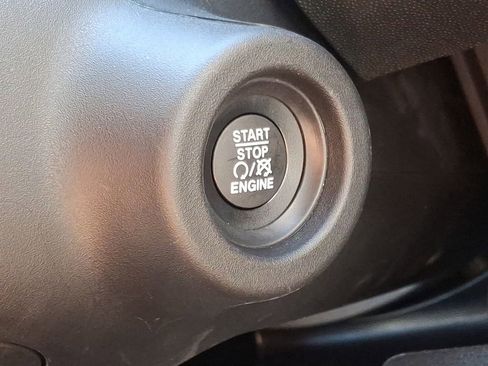 START
STOP
/
ENGINE